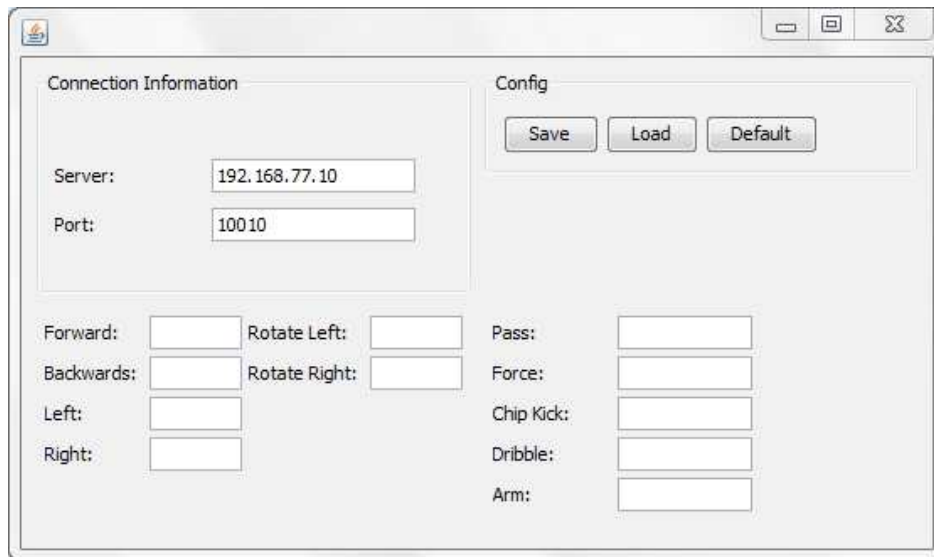 Connection Information
Server: 192.168.77.10
Port: 10010
Config
Save Load Default
Forward: Rotate Left:
Backwards: Rotate Right:
Left:
Right:
Pass:
Force:
Chip Kick:
Dribble:
Arm: